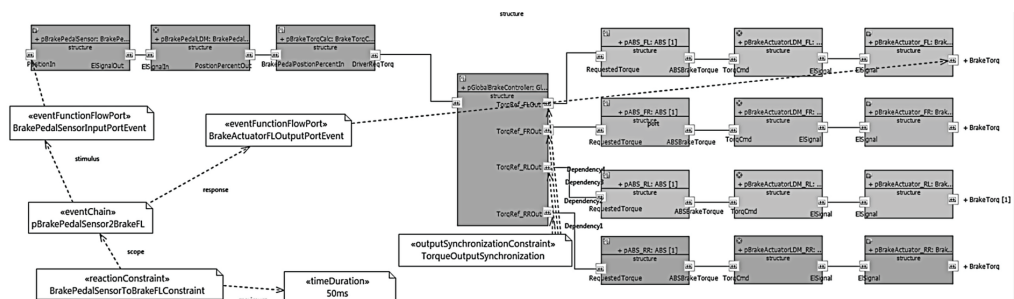 structure
+ pBrakePedalSensor: BrakePe...
structure
PositionIn
ElSignalOut
+ pBrakePedalLDM: BrakePedal...
structure
ElSignalIn
PositionPercentOut
+ pBrakeTorqCalc: BrakeTorqC...
structure
BrakePedalPositionPercentIn
DriverReqTorq
+ pGlobalBrakeController: Gl...
structure
TorqRef_FLOut
TorqRef_FROut
TorqRef_RLOut
TorqRef_RROut
+ pABS_FL: ABS [1]
structure
RequestedTorque
ABSBrakeTorque
+ pBrakeActuatorLDM_FL: ...
structure
TorqCmd
ElSignal
+ pBrakeActuator_FL: Brak...
structure
ElSignal
+ BrakeTorq
+ pABS_FR: ABS [1]
structure
port
RequestedTorque
ABSBrakeTorque
+ pBrakeActuatorLDM_FR: ...
structure
TorqCmd
ElSignal
+ pBrakeActuator_FR: Brak...
structure
ElSignal
+ BrakeTorq
+ pABS_RL: ABS [1]
structure
RequestedTorque
ABSBrakeTorque
+ pBrakeActuatorLDM_RL: ...
structure
TorqCmd
ElSignal
+ pBrakeActuator_RL: Brak...
structure
ElSignal
+ BrakeTorq [1]
+ pABS_RR: ABS [1]
structure
RequestedTorque
ABSBrakeTorque
+ pBrakeActuatorLDM_RR: ...
structure
TorqCmd
ElSignal
+ pBrakeActuator_RR: Brak...
structure
ElSignal
+ BrakeTorq
Dependency4
Dependency3
Dependency2
Dependency1
«eventFunctionFlowPort»
BrakePedalSensorInputPortEvent
«eventFunctionFlowPort»
BrakeActuatorFLOutputPortEvent
stimulus
response
«eventChain»
pBrakePedalSensor2BrakeFL
scope
«outputSynchronizationConstraint»
TorqueOutputSynchronization
«reactionConstraint»
BrakePedalSensorToBrakeFLConstraint
«timeDuration»
50ms